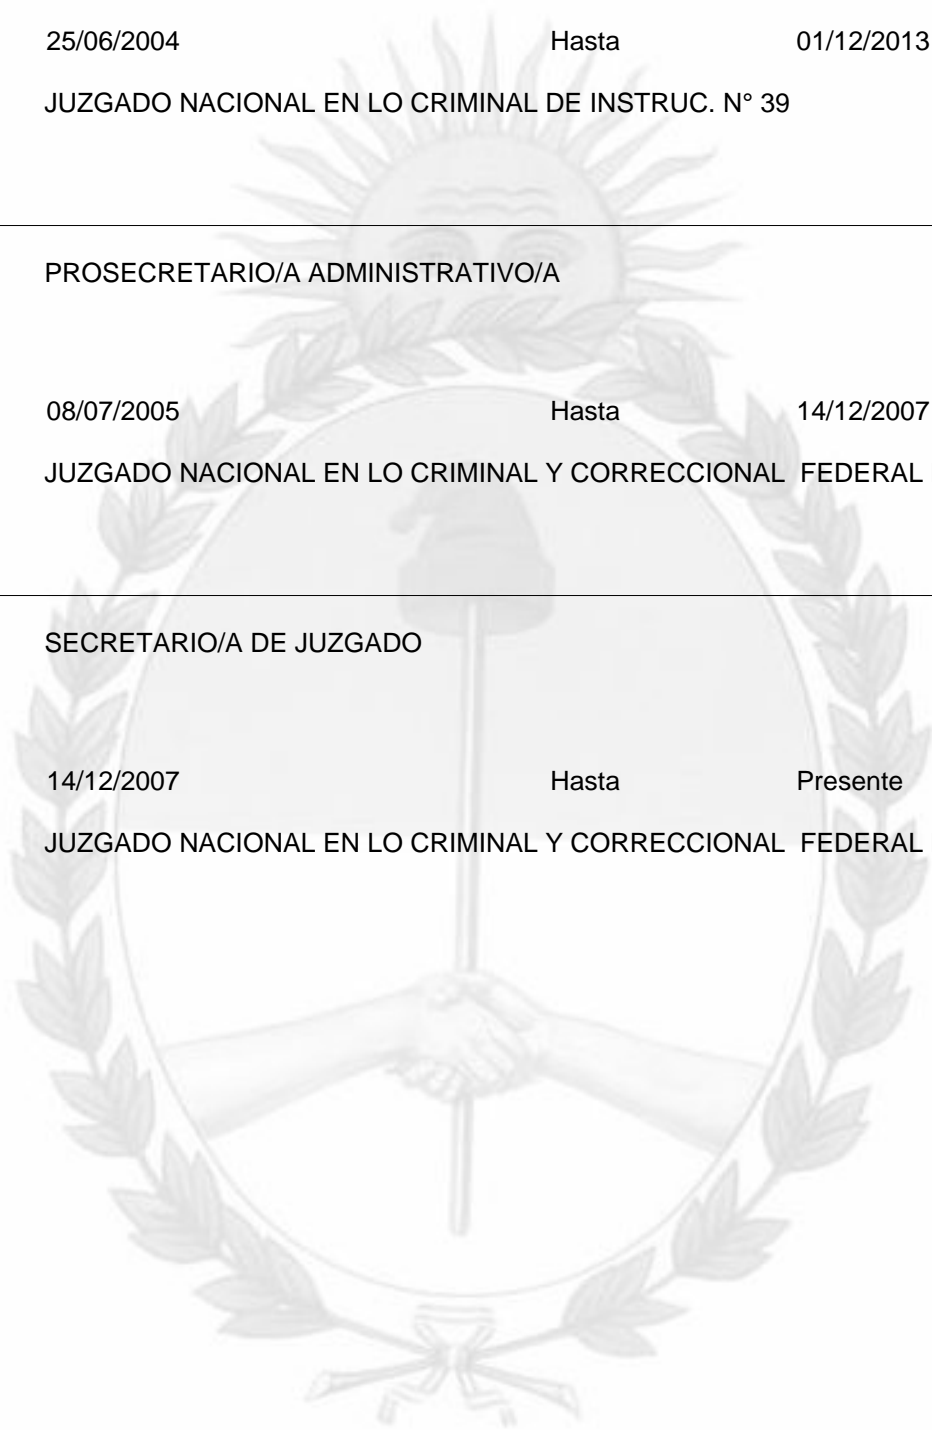 25/06/2004 Hasta 01/12/2013
JUZGADO NACIONAL EN LO CRIMINAL DE INSTRUC. N° 39
PROSECRETARIO/A ADMINISTRATIVO/A
08/07/2005 Hasta 14/12/2007
JUZGADO NACIONAL EN LO CRIMINAL Y CORRECCIONAL FEDERAL
SECRETARIO/A DE JUZGADO
14/12/2007 Hasta Presente
JUZGADO NACIONAL EN LO CRIMINAL Y CORRECCIONAL FEDERAL